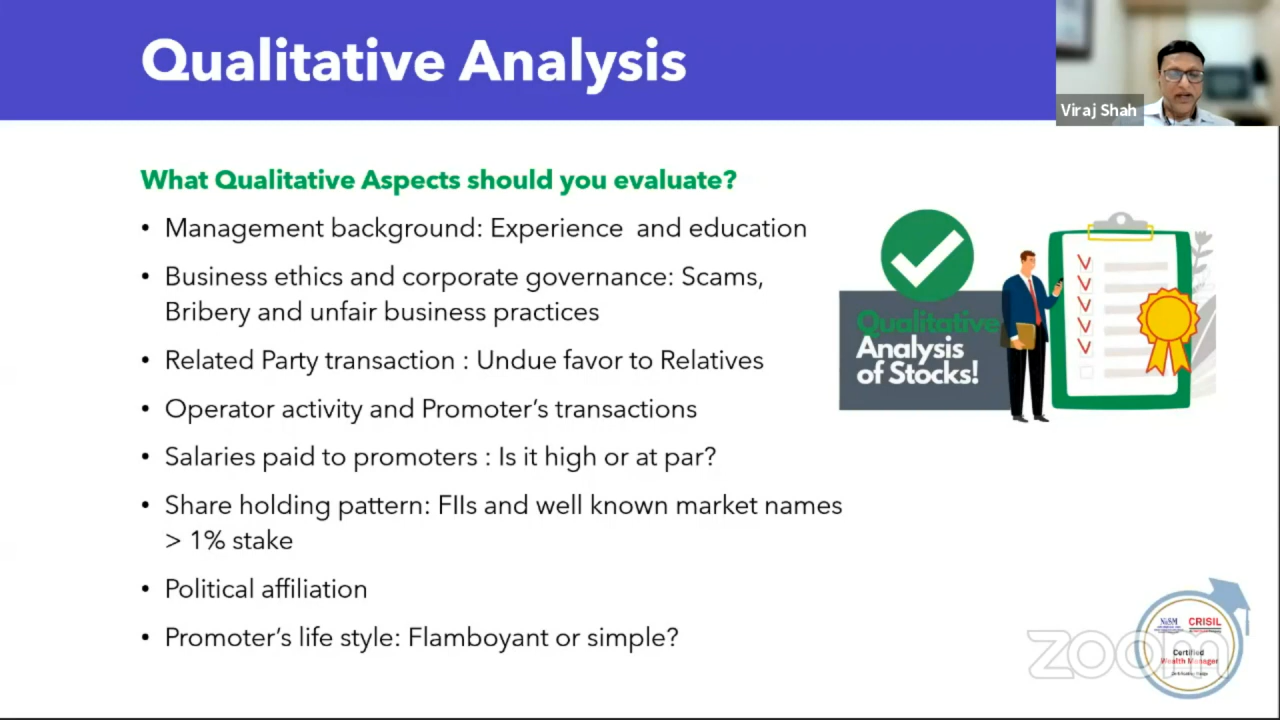 Qualitative Analysis
Viraj Shah
What Qualitative Aspects should you evaluate?
• Management background: Experience and education
• Business ethics and corporate governance: Scams,
Bribery and unfair business practices
• Related Party transaction : Undue favor to Relatives
• Operator activity and Promoter’s transactions
• Salaries paid to promoters : Is it high or at par?
• Share holding pattern: FIIs and well known market names
> 1% stake
• Political affiliation
• Promoter’s life style: Flamboyant or simple?
Qualitative
Analysis
of Stocks!
zoom
NISM CRISIL
Certified
Wealth Manager